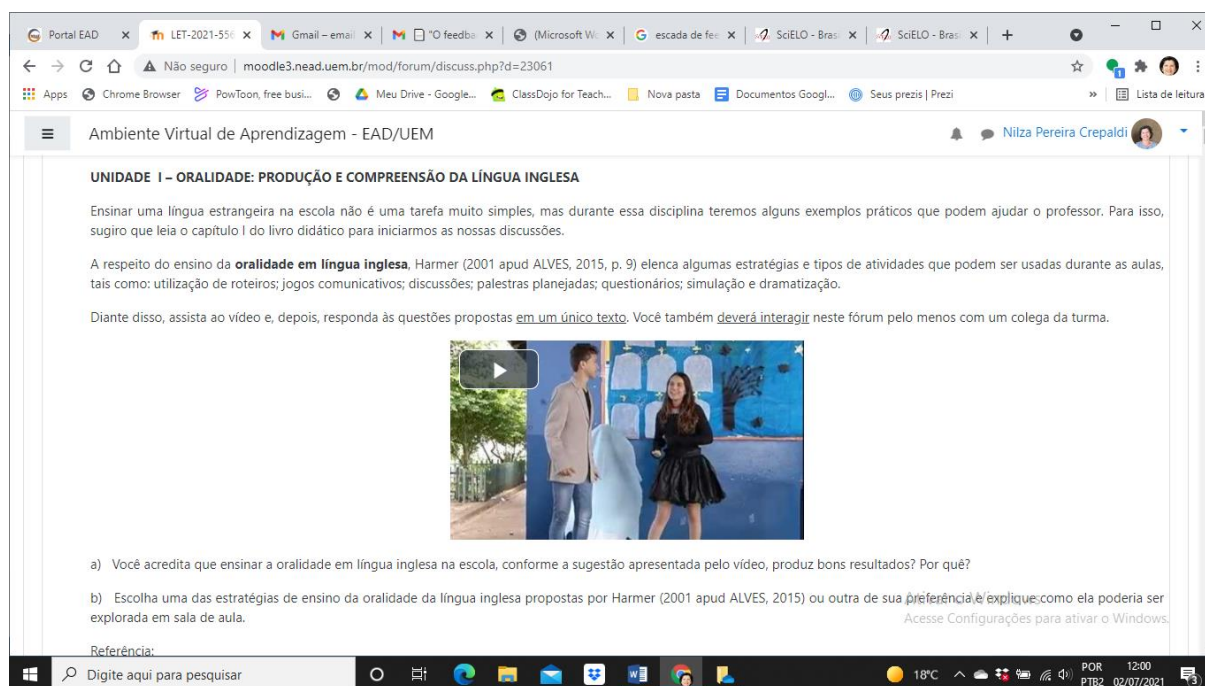 Portal EAD
LET-2021-556
Gmail – email
"O feedba
(Microsoft Wo
escada de fee
SciELO - Brasi
SciELO - Brasi
Não seguro | moodle3.nead.uem.br/mod/forum/discuss.php?d=23061
Apps Chrome Browser PowToon, free busi... Meu Drive - Google... ClassDojo for Teach... Nova pasta Documentos Googl... Seus prezis | Prezi » Lista de leitura
Ambiente Virtual de Aprendizagem - EAD/UEM Nilza Pereira Crepaldi
UNIDADE I – ORALIDADE: PRODUÇÃO E COMPREENSÃO DA LÍNGUA INGLESA
Ensinar uma língua estrangeira na escola não é uma tarefa muito simples, mas durante essa disciplina teremos alguns exemplos práticos que podem ajudar o professor. Para isso,
sugiro que leia o capítulo I do livro didático para iniciarmos as nossas discussões.
A respeito do ensino da oralidade em língua inglesa, Harmer (2001 apud ALVES, 2015, p. 9) elenca algumas estratégias e tipos de atividades que podem ser usadas durante as aulas,
tais como: utilização de roteiros; jogos comunicativos; discussões; palestras planejadas; questionários; simulação e dramatização.
Diante disso, assista ao vídeo e, depois, responda às questões propostas em um único texto. Você também deverá interagir neste fórum pelo menos com um colega da turma.
a) Você acredita que ensinar a oralidade em língua inglesa na escola, conforme a sugestão apresentada pelo vídeo, produz bons resultados? Por quê?
b) Escolha uma das estratégias de ensino da oralidade da língua inglesa propostas por Harmer (2001 apud ALVES, 2015) ou outra de sua preferência e explique como ela poderia ser
explorada em sala de aula.
Ativar o Windows
Acesse Configurações para ativar o Windows.
Referência:
Digite aqui para pesquisar
18°C
POR
PTB2
12:00
02/07/2021
3